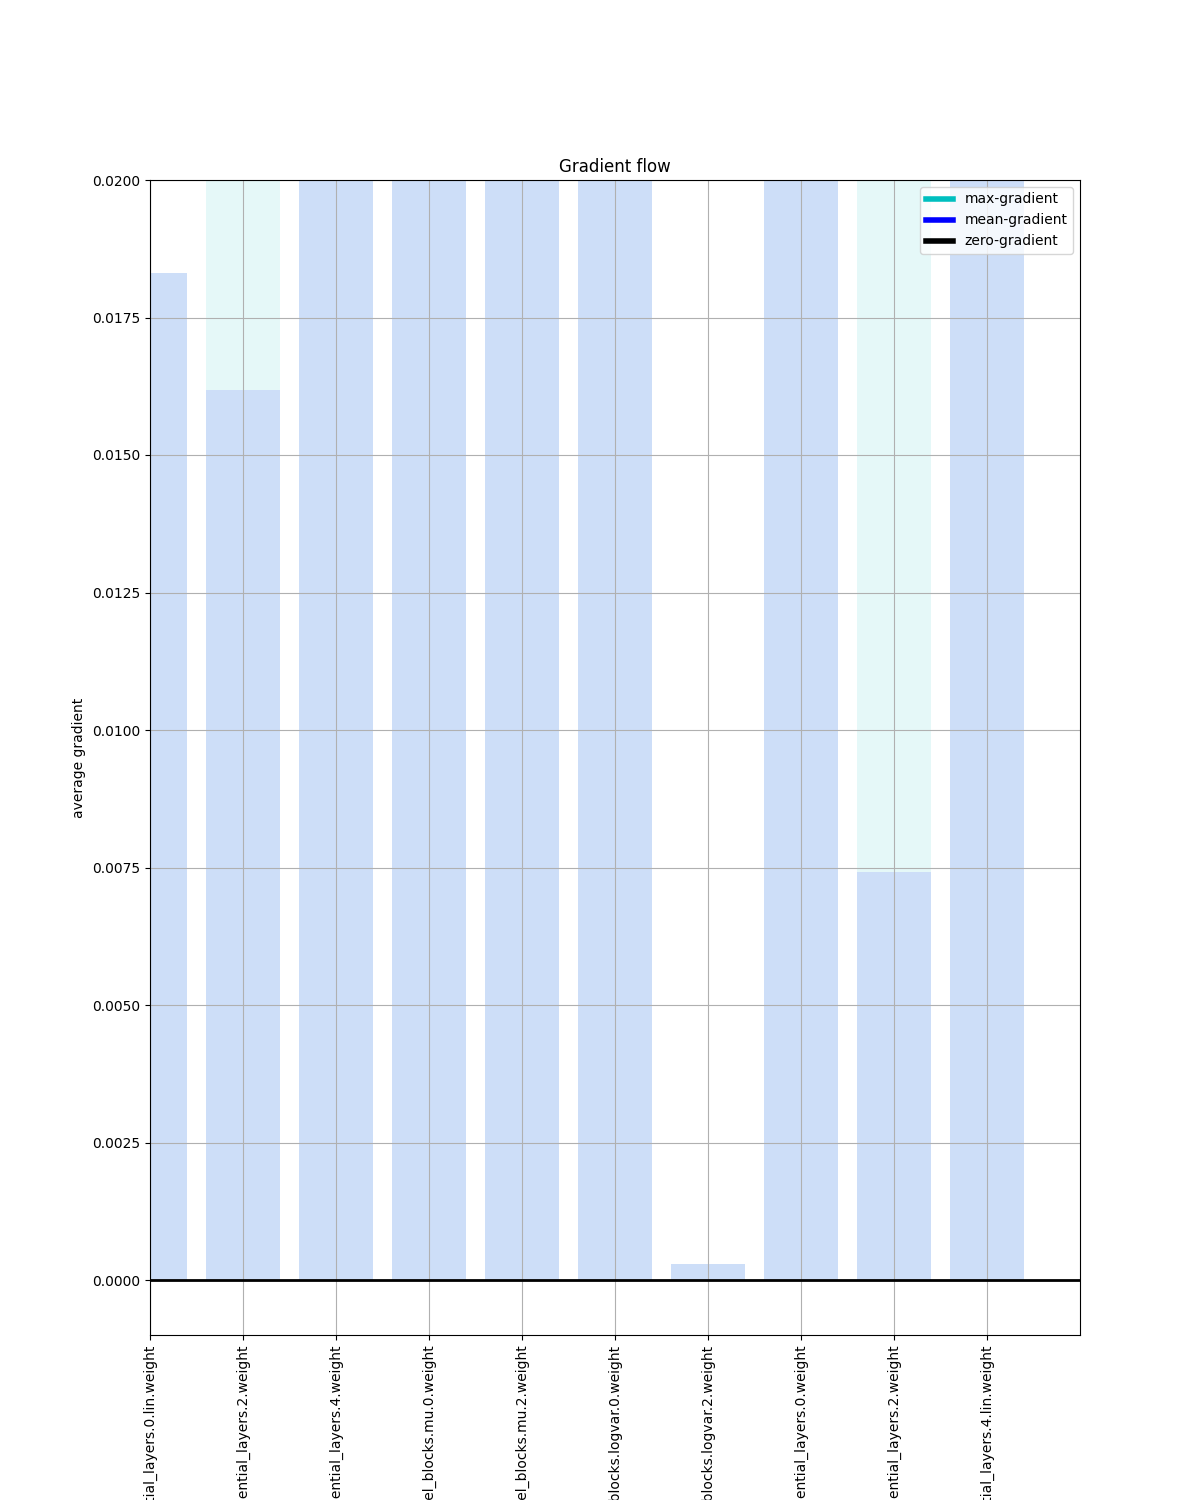 Gradient flow
max-gradient
mean-gradient
zero-gradient
0.0200
0.0175
0.0150
0.0125
0.0100
0.0075
0.0050
0.0025
0.0000
average gradient
tial_layers.0.lin.weight
ential_layers.2.weight
ential_layers.4.weight
el_blocks.mu.0.weight
el_blocks.mu.2.weight
blocks.logvar.0.weight
blocks.logvar.2.weight
ential_layers.0.weight
ential_layers.2.weight
tial_layers.4.lin.weight